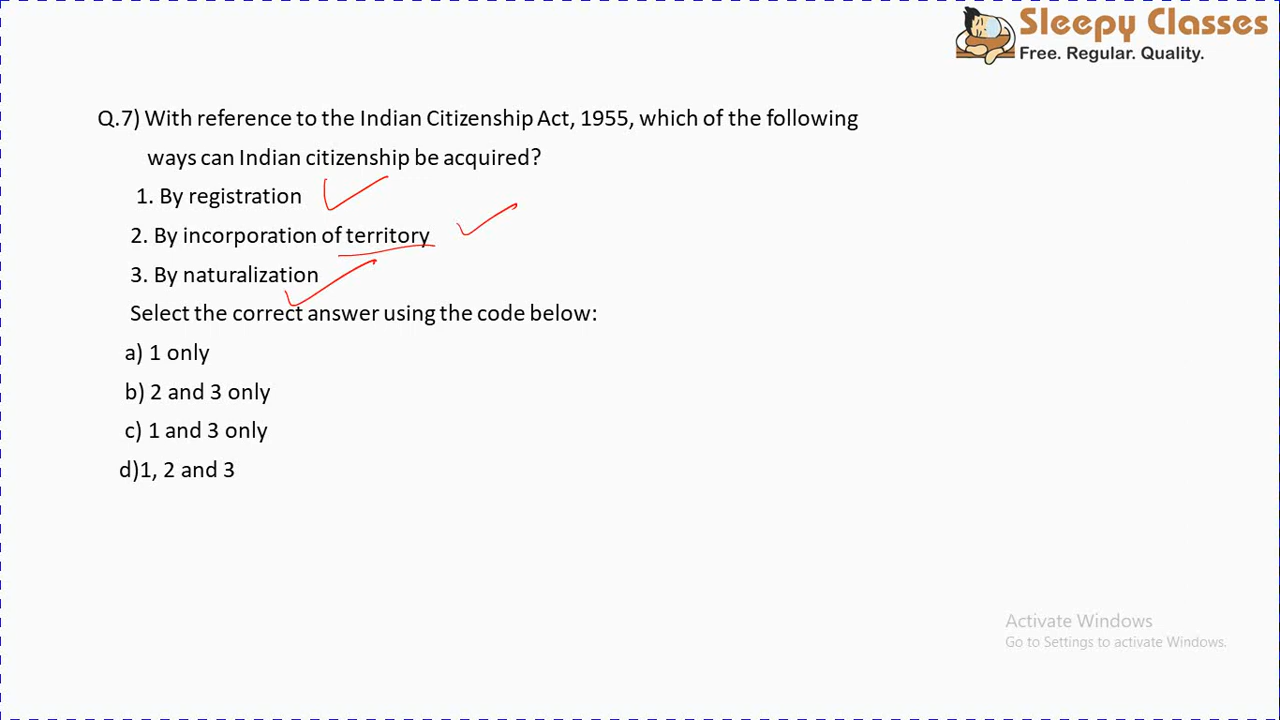 Sleepy Classes
Free. Regular. Quality.
Q.7) With reference to the Indian Citizenship Act, 1955, which of the following
ways can Indian citizenship be acquired?
1. By registration
2. By incorporation of territory
3. By naturalization
Select the correct answer using the code below:
a) 1 only
b) 2 and 3 only
c) 1 and 3 only
d)1, 2 and 3
Activate Windows
Go to Settings to activate Windows.